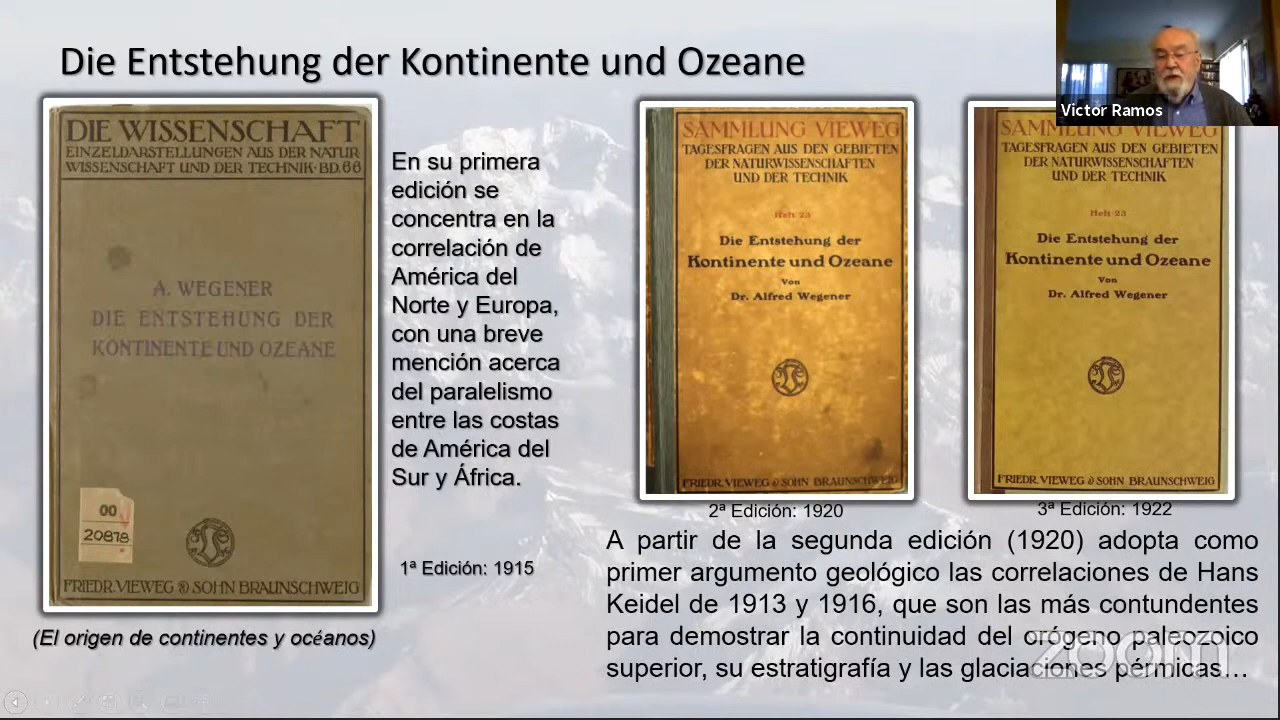 Die Entstehung der Kontinente und Ozeane
Victor Ramos
DIE WISSENSCHAFT
EINZELDARSTELLUNGEN AUS DER NATUR-
WISSENSCHAFT UND DER TECHNIK · BD. 66
A. WEGENER
DIE ENTSTEHUNG DER
KONTINENTE UND OZEANE
00
20878
FRIEDR. VIEWEG & SOHN BRAUNSCHWEIG
(El origen de continentes y océanos)
En su primera
edición se
concentra en la
correlación de
América del
Norte y Europa,
con una breve
mención acerca
del paralelismo
entre las costas
de América del
Sur y África.
1ª Edición: 1915
SAMMLUNG VIEWEG
TAGESFRAGEN AUS DEN GEBIETEN
DER NATURWISSENSCHAFTEN
UND DER TECHNIK
Heft 23
Die Entstehung der
Kontinente und Ozeane
Von
Dr. Alfred Wegener
FRIEDR. VIEWEG & SOHN BRAUNSCHWEIG
2ª Edición: 1920
SAMMLUNG VIEWEG
TAGESFRAGEN AUS DEN GEBIETEN
DER NATURWISSENSCHAFTEN
UND DER TECHNIK
Heft 23
Die Entstehung der
Kontinente und Ozeane
Von
Dr. Alfred Wegener
FRIEDR. VIEWEG & SOHN BRAUNSCHWEIG
3ª Edición: 1922
A partir de la segunda edición (1920) adopta como
primer argumento geológico las correlaciones de Hans
Keidel de 1913 y 1916, que son las más contundentes
para demostrar la continuidad del orógeno paleozoico
superior, su estratigrafía y las glaciaciones pérmicas…
zoom